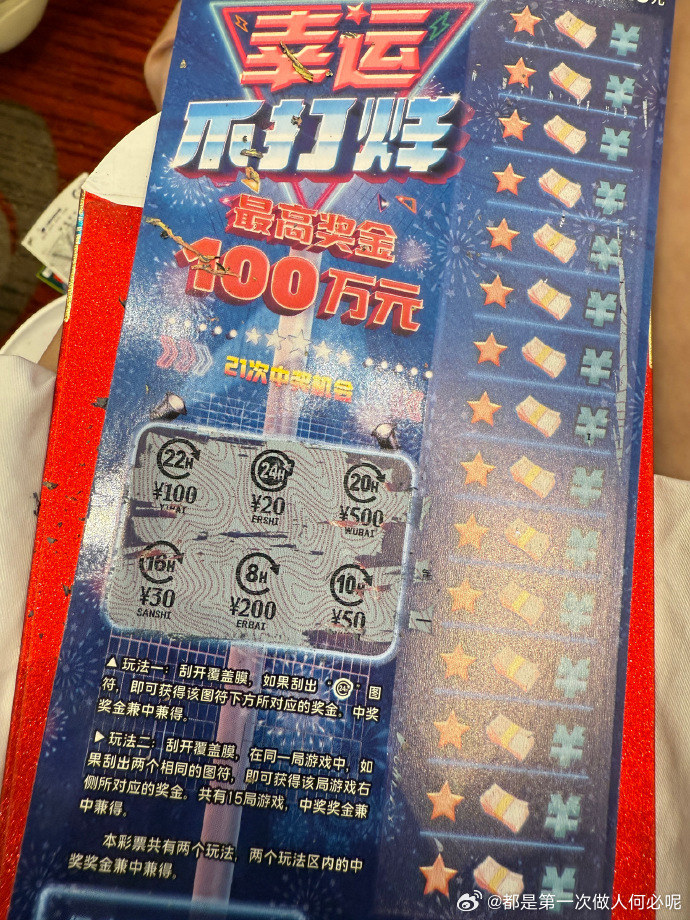 幸运
不打烊
最高奖金
100万元
21次中奖机会
22H
24H
20H
¥100
¥20
¥500
YIBAI
ERSHI
WUBAI
16H
8H
10H
¥30
¥200
¥50
SANSHI
ERBAI
▲ 玩法一：刮开覆盖膜，如果刮出“24H”图
符，即可获得该图符下方所对应的奖金，中奖
奖金兼中兼得。
▶ 玩法二：刮开覆盖膜，在同一局游戏中，如
果刮出两个相同的图符，即可获得该局游戏右
侧所对应的奖金。共有15局游戏，中奖奖金兼
中兼得。
本彩票共有两个玩法，两个玩法区内的中
奖奖金兼中兼得。
@都是第一次做人何必呢